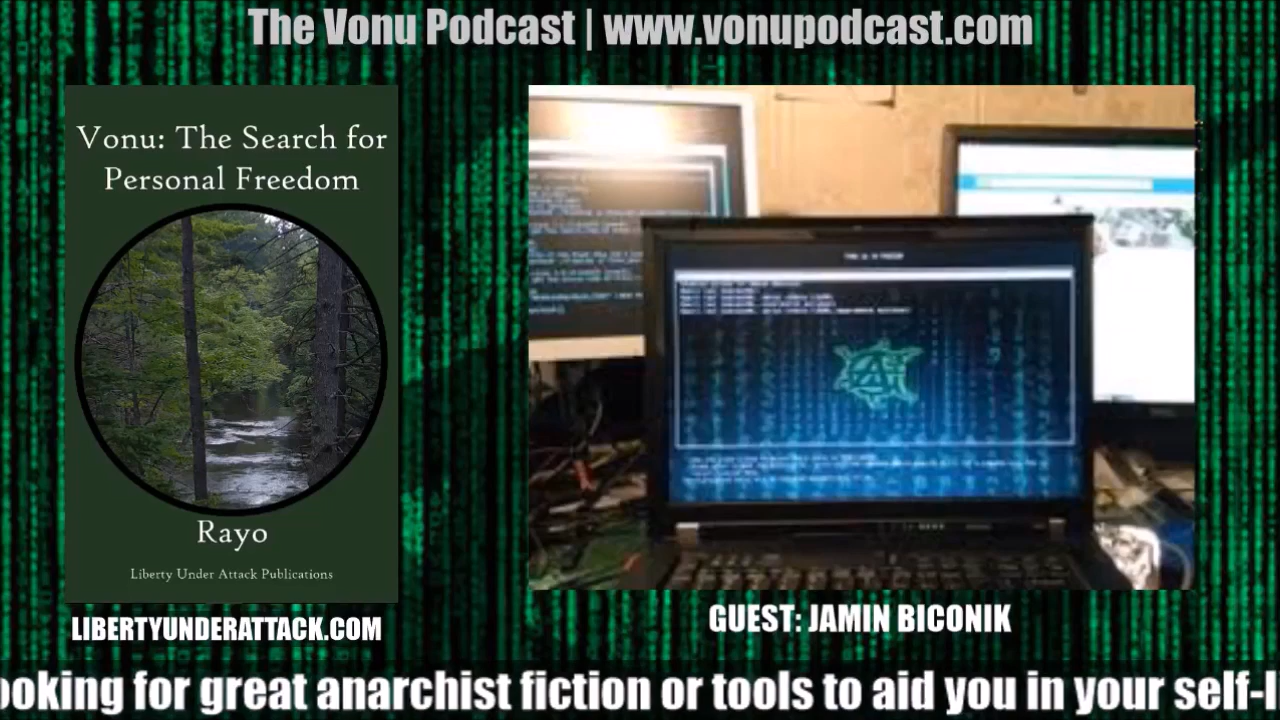 The Vonu Podcast | www.vonupodcast.com
Vonu: The Search for
Personal Freedom
Rayo
Liberty Under Attack Publications
LIBERTYUNDERATTACK.COM
GUEST: JAMIN BICONIK
ooking for great anarchist fiction or tools to aid you in your self-l